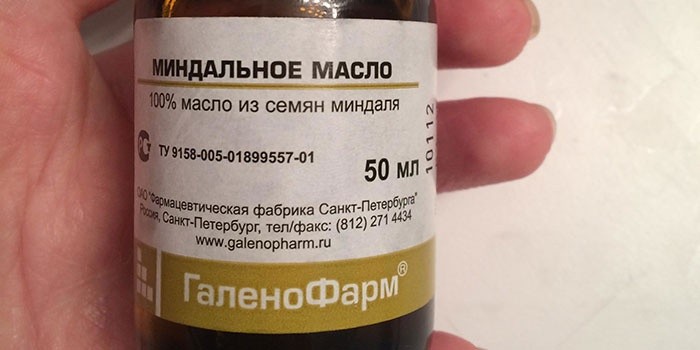 МИНДАЛЬНОЕ МАСЛО
100% масло из семян миндаля
РСТ ТУ 9158-005-01899557-01
50 мл
10112
ОАО "Фармацевтическая фабрика Санкт-Петербурга"
Россия, Санкт-Петербург, тел/факс: (812) 271 4434
www.galenopharm.ru
ГаленоФарм®